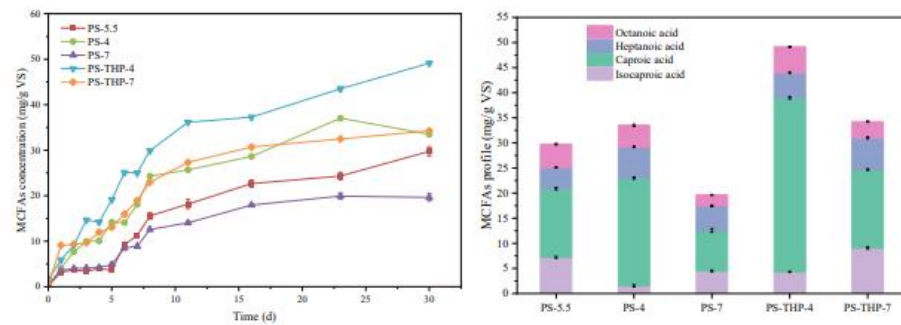 MCFAs concentration (mg/g VS)
60
50
40
30
20
10
0
PS-5.5
PS-4
PS-7
PS-THP-4
PS-THP-7
0 5 10 15 20 25 30
Time (d)
MCFAs profile (mg/g VS)
55
50
45
40
35
30
25
20
15
10
5
0
Octanoic acid
Heptanoic acid
Caproic acid
Isocaproic acid
PS-5.5 PS-4 PS-7 PS-THP-4 PS-THP-7